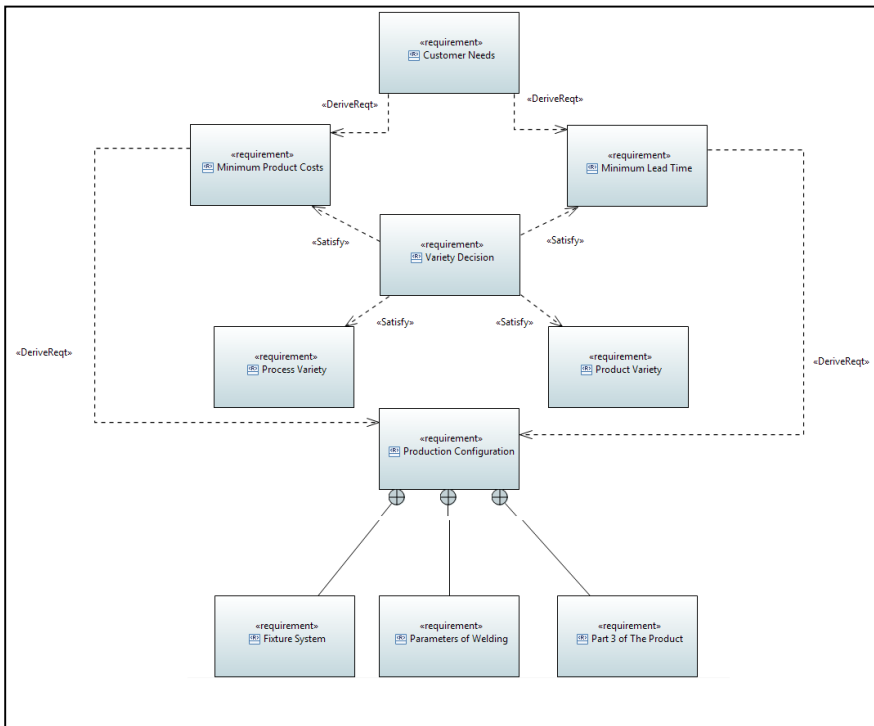 «requirement»
Customer Needs
«DeriveReqt»
«DeriveReqt»
«requirement»
Minimum Product Costs
«requirement»
Minimum Lead Time
«Satisfy»
«requirement»
Variety Decision
«Satisfy»
«Satisfy»
«Satisfy»
«DeriveReqt»
«requirement»
Process Variety
«requirement»
Product Variety
«DeriveReqt»
«requirement»
Production Configuration
«requirement»
Fixture System
«requirement»
Parameters of Welding
«requirement»
Part 3 of The Product